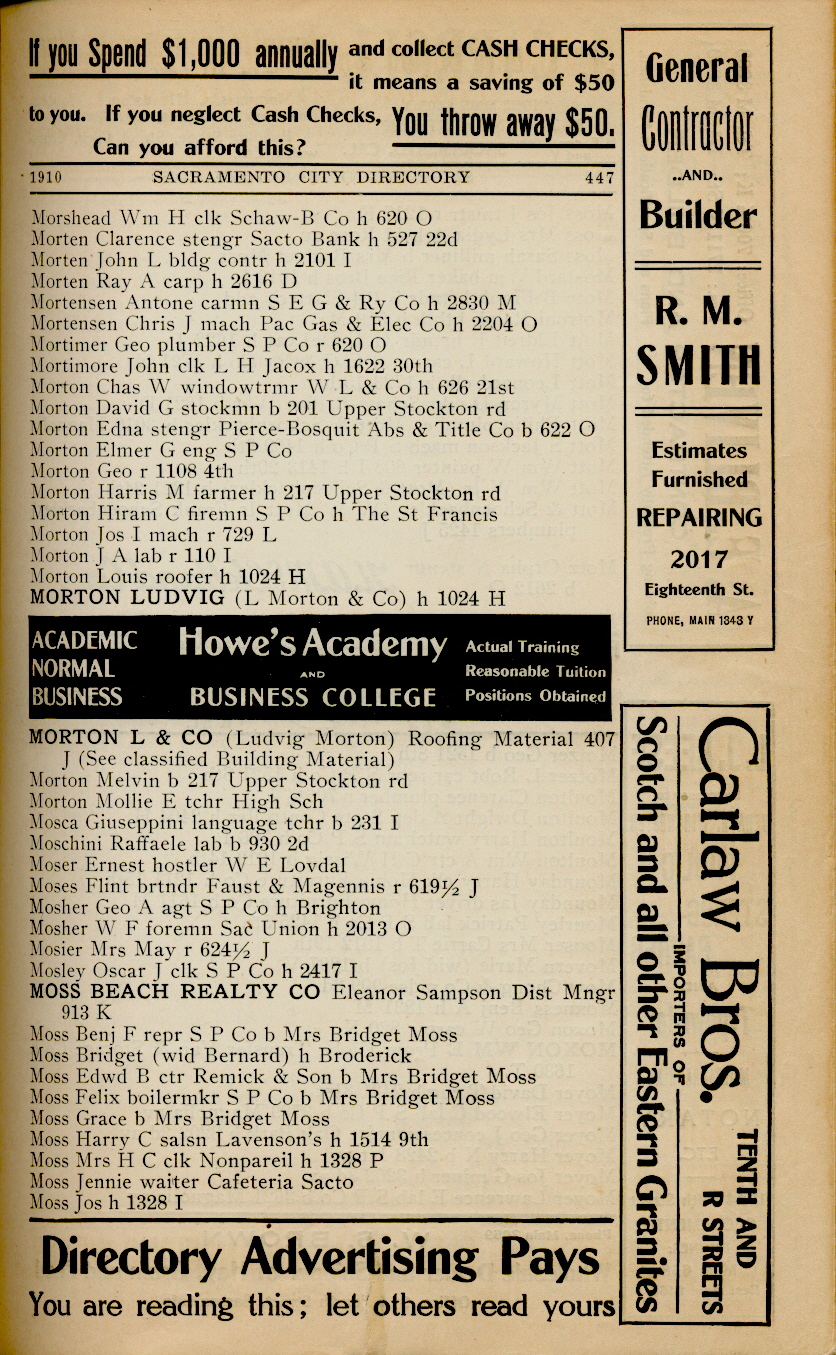 If you Spend $1,000 annually and collect CASH CHECKS,
it means a saving of $50
to you. If you neglect Cash Checks, You throw away $50.
Can you afford this?
1910 SACRAMENTO CITY DIRECTORY 447
Morshead Wm H clk Schaw-B Co h 620 O
Morten Clarence stengr Sacto Bank h 527 22d
Morten John L bldg contr h 2101 I
Morten Ray A carp h 2616 D
Mortensen Antone carmn S E G & Ry Co h 2830 M
Mortensen Chris J mach Pac Gas & Elec Co h 2204 O
Mortimer Geo plumber S P Co r 620 O
Mortimore John clk L H Jacox h 1622 30th
Morton Chas W windowtrmr W L & Co h 626 21st
Morton David G stockmn b 201 Upper Stockton rd
Morton Edna stengr Pierce-Bosquit Abs & Title Co b 622 O
Morton Elmer G eng S P Co
Morton Geo r 1108 4th
Morton Harris M farmer h 217 Upper Stockton rd
Morton Hiram C firemn S P Co h The St Francis
Morton Jos I mach r 729 L
Morton J A lab r 110 I
Morton Louis roofer h 1024 H
MORTON LUDVIG (L Morton & Co) h 1024 H
ACADEMIC
NORMAL
BUSINESS
Howe's Academy
AND
BUSINESS COLLEGE
Actual Training
Reasonable Tuition
Positions Obtained
MORTON L & CO (Ludvig Morton) Roofing Material 407
J (See classified Building Material)
Morton Melvin b 217 Upper Stockton rd
Morton Mollie E tchr High Sch
Mosca Giuseppini language tchr b 231 I
Moschini Raffaele lab b 930 2d
Moser Ernest hostler W E Lovdal
Moses Flint brtndr Faust & Magennis r 619½ J
Mosher Geo A agt S P Co h Brighton
Mosher W F foremn Sac Union h 2013 O
Mosier Mrs May r 624½ J
Mosley Oscar J clk S P Co h 2417 I
MOSS BEACH REALTY CO Eleanor Sampson Dist Mngr
913 K
Moss Benj F repr S P Co b Mrs Bridget Moss
Moss Bridget (wid Bernard) h Broderick
Moss Edwd B ctr Remick & Son b Mrs Bridget Moss
Moss Felix boilermkr S P Co b Mrs Bridget Moss
Moss Grace b Mrs Bridget Moss
Moss Harry C salsn Lavenson's h 1514 9th
Moss Mrs H C clk Nonpareil h 1328 P
Moss Jennie waiter Cafeteria Sacto
Moss Jos h 1328 I
Directory Advertising Pays
You are reading this; let others read yours
General
Contractor
..AND..
Builder
R. M.
SMITH
Estimates
Furnished
REPAIRING
2017
Eighteenth St.
PHONE, MAIN 1343 Y
Carlaw Bros.
TENTH AND
R STREETS
IMPORTERS OF
Scotch and all other Eastern Granites